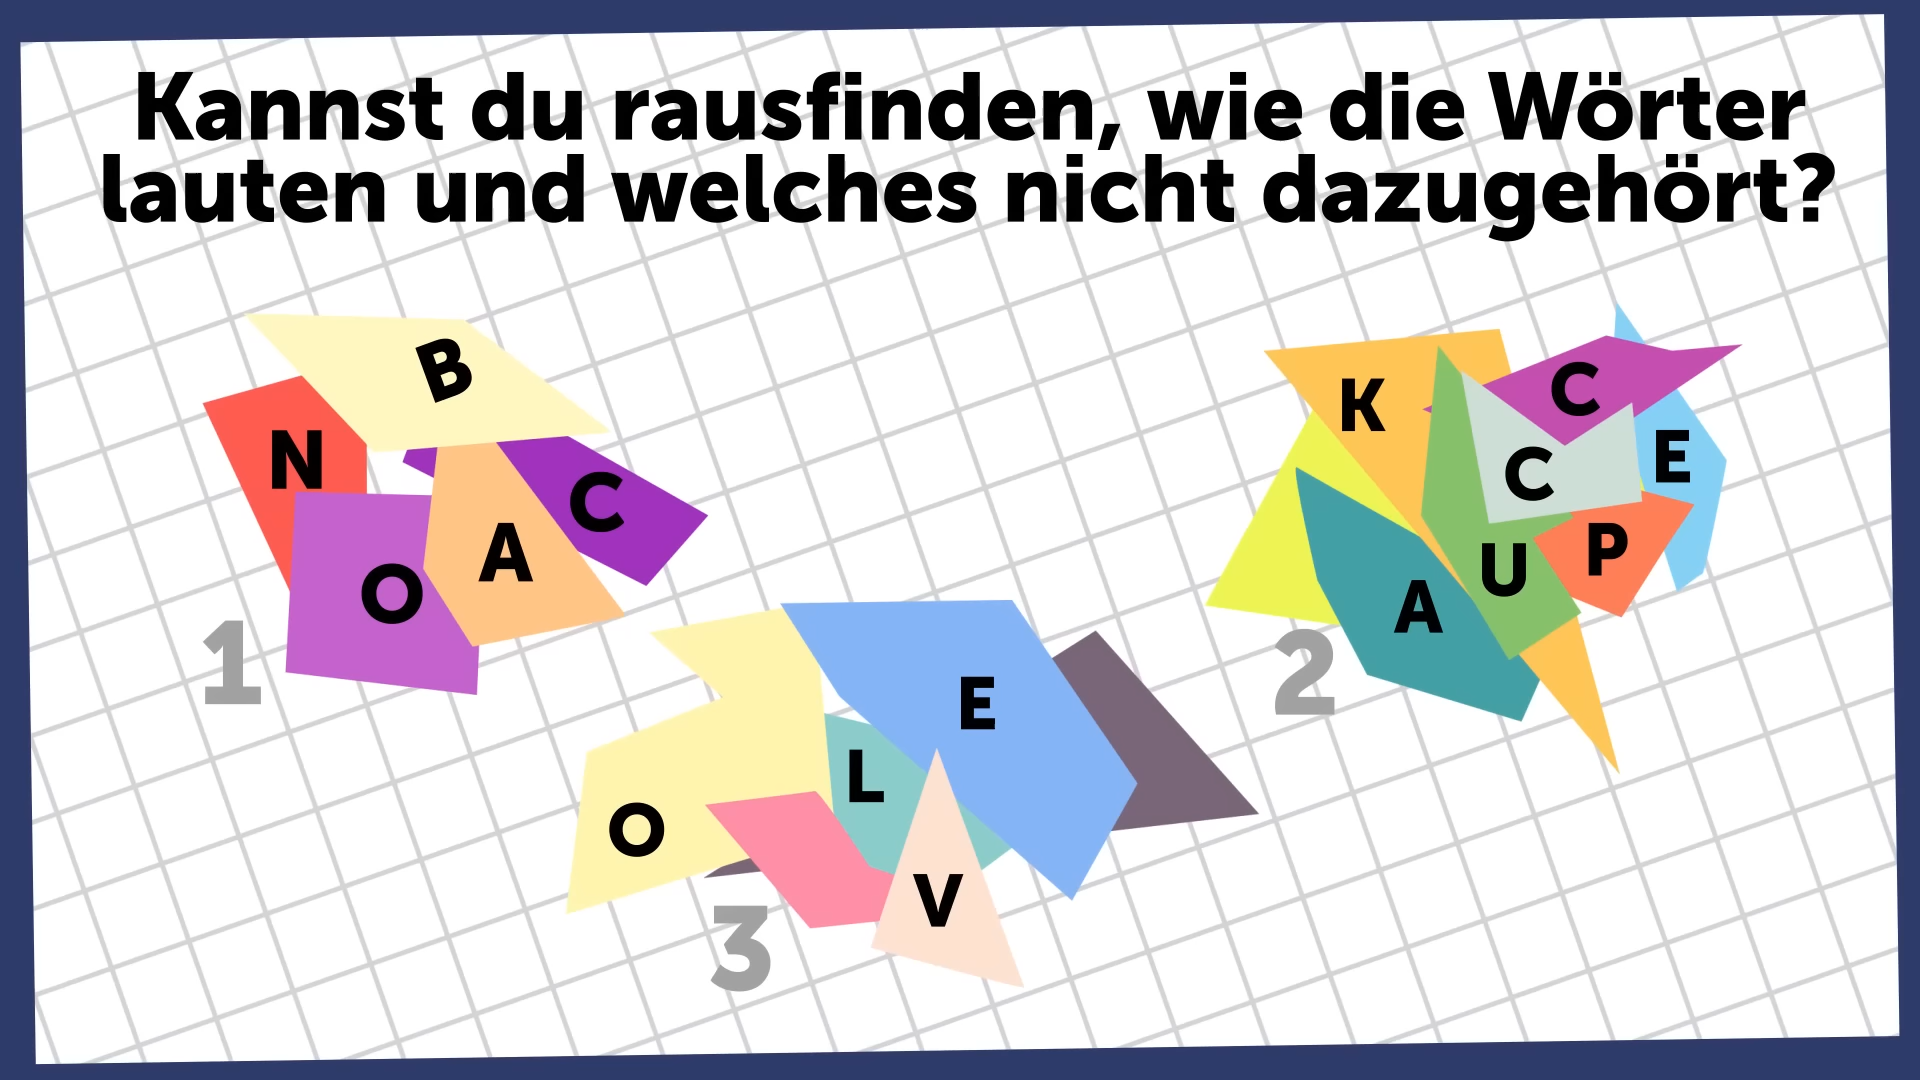 Kannst du rausfinden, wie die Wörter
lauten und welches nicht dazugehört?
B
N
C
A
O
1
K
C
C
E
P
U
A
2
E
L
O
V
3